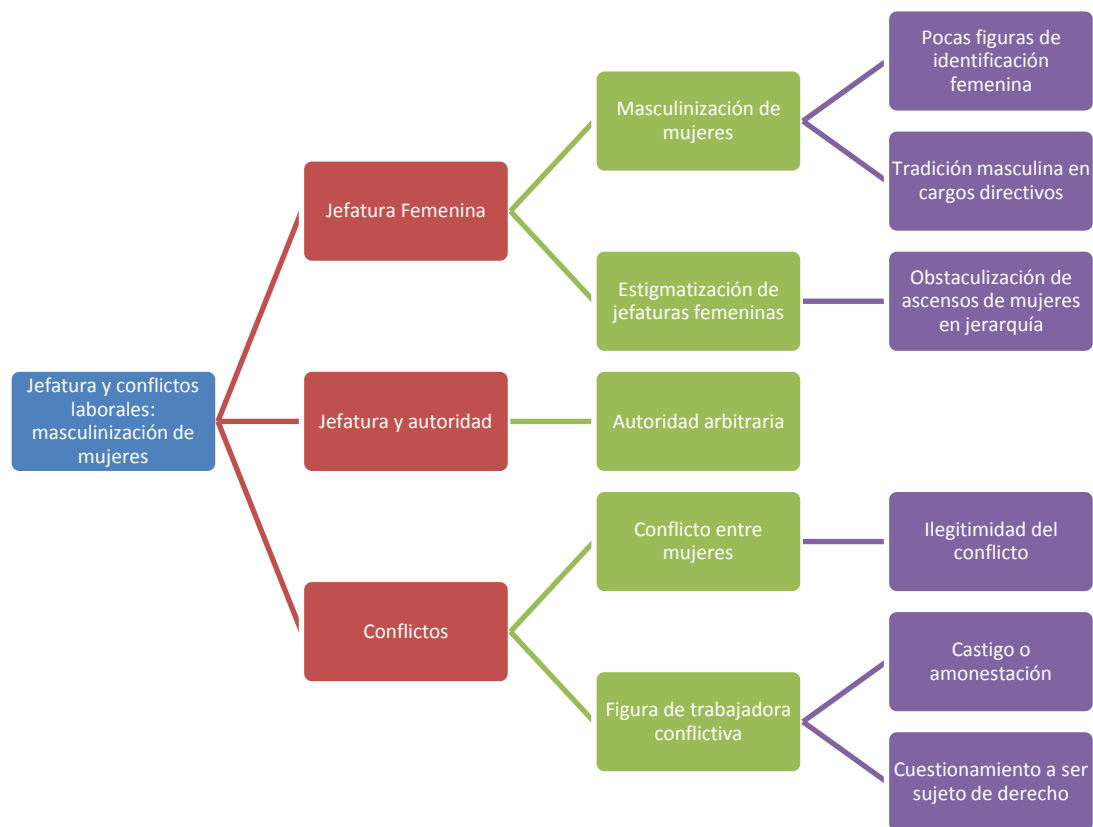 Jefatura y conflictos
laborales:
masculinización de
mujeres
Jefatura Femenina
Masculinización de
mujeres
Pocas figuras de
identificación
femenina
Tradición masculina en
cargos directivos
Estigmatización de
jefaturas femeninas
Obstaculización de
ascensos de mujeres
en jerarquía
Jefatura y autoridad
Autoridad arbitraria
Conflictos
Conflicto entre
mujeres
Ilegitimidad del
conflicto
Figura de trabajadora
conflictiva
Castigo o
amonestación
Cuestionamiento a ser
sujeto de derecho